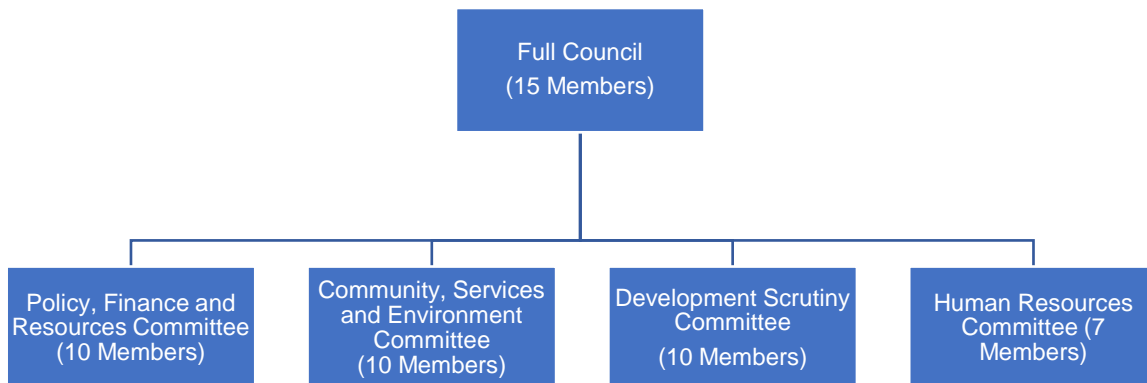 Full Council
(15 Members)
Policy, Finance and
Resources Committee
(10 Members)
Community, Services
and Environment
Committee
(10 Members)
Development Scrutiny
Committee
(10 Members)
Human Resources
Committee (7
Members)